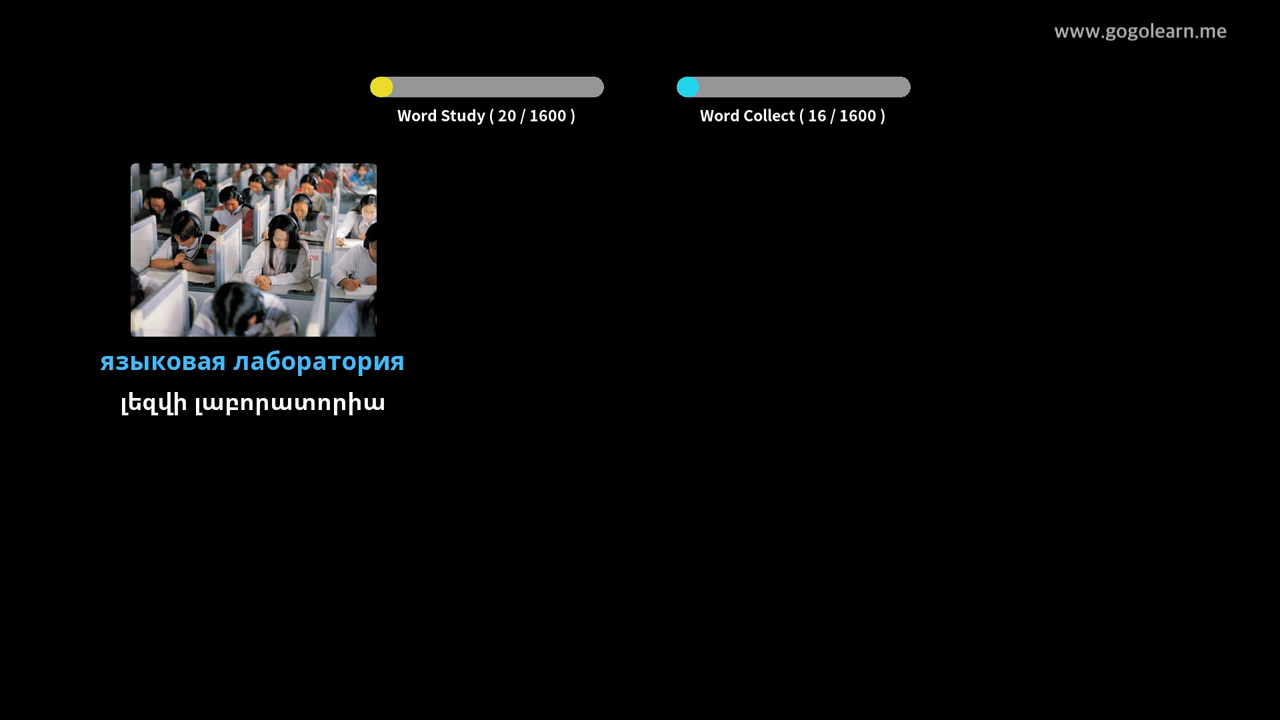 www.gogolearn.me
Word Study ( 20 / 1600 )
Word Collect ( 16 / 1600 )
языковая лаборатория
լեզվի լաբորատորիա